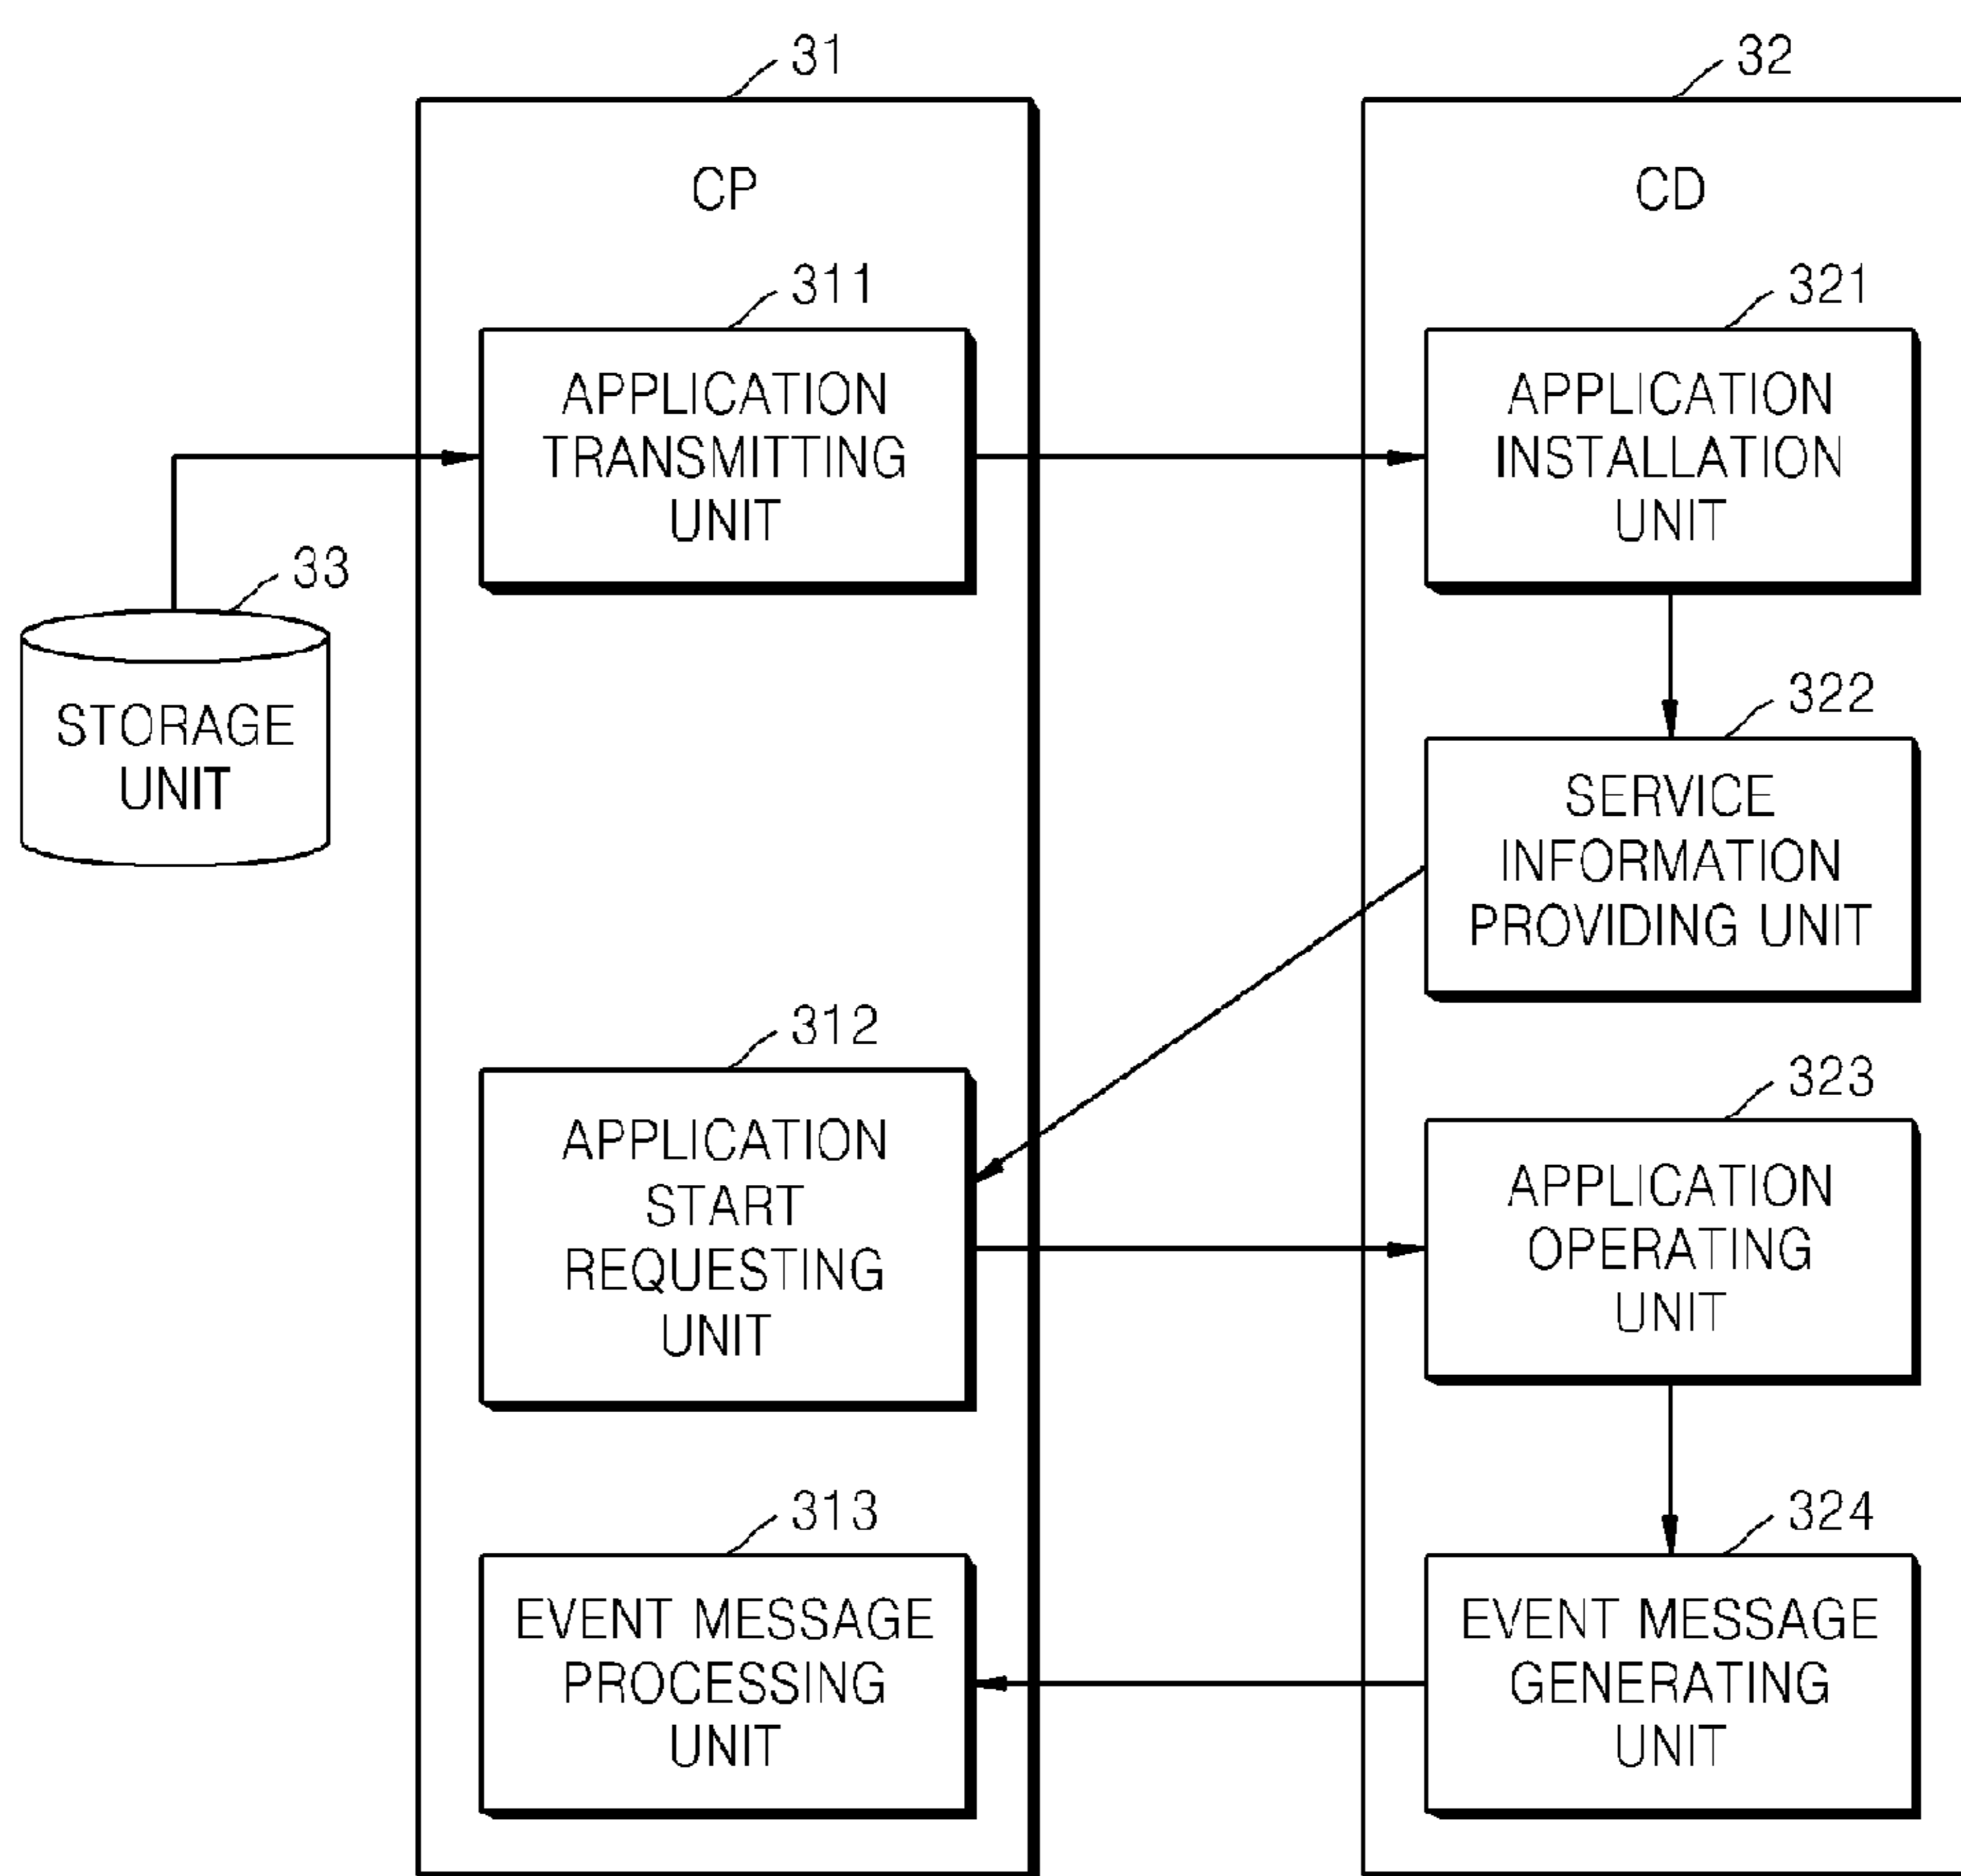 31
32
CP
CD
311
321
APPLICATION
TRANSMITTING
UNIT
APPLICATION
INSTALLATION
UNIT
33
STORAGE
UNIT
322
SERVICE
INFORMATION
PROVIDING UNIT
312
APPLICATION
START
REQUESTING
UNIT
323
APPLICATION
OPERATING
UNIT
313
EVENT MESSAGE
PROCESSING
UNIT
324
EVENT MESSAGE
GENERATING
UNIT